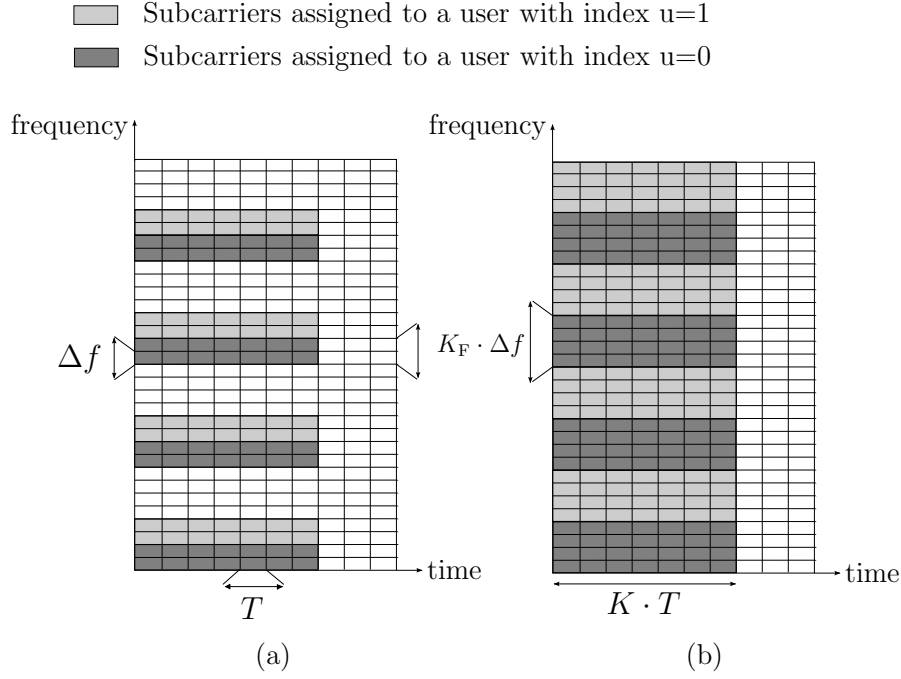 Subcarriers assigned to a user with index u=1
Subcarriers assigned to a user with index u=0
frequency
Δf
K_F · Δf
time
T
(a)
frequency
time
K · T
(b)